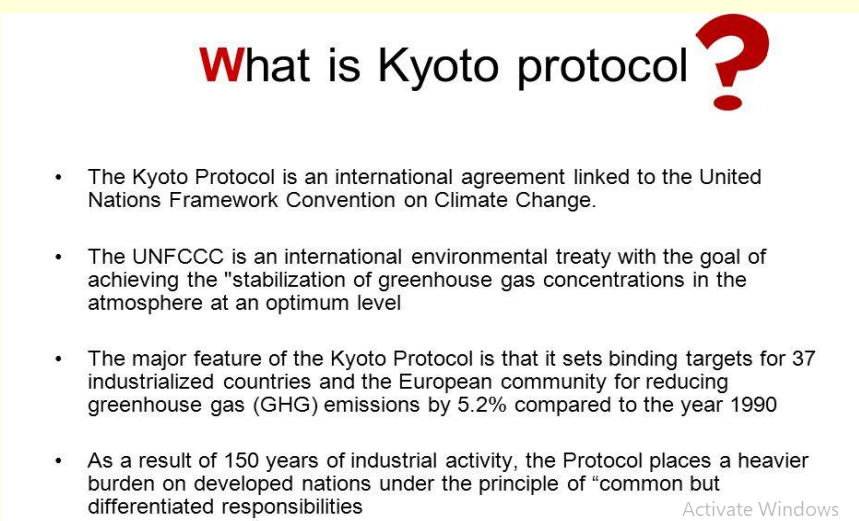 What is Kyoto protocol?
• The Kyoto Protocol is an international agreement linked to the United
Nations Framework Convention on Climate Change.
• The UNFCCC is an international environmental treaty with the goal of
achieving the "stabilization of greenhouse gas concentrations in the
atmosphere at an optimum level
• The major feature of the Kyoto Protocol is that it sets binding targets for 37
industrialized countries and the European community for reducing
greenhouse gas (GHG) emissions by 5.2% compared to the year 1990
• As a result of 150 years of industrial activity, the Protocol places a heavier
burden on developed nations under the principle of “common but
differentiated responsibilities
Activate Windows